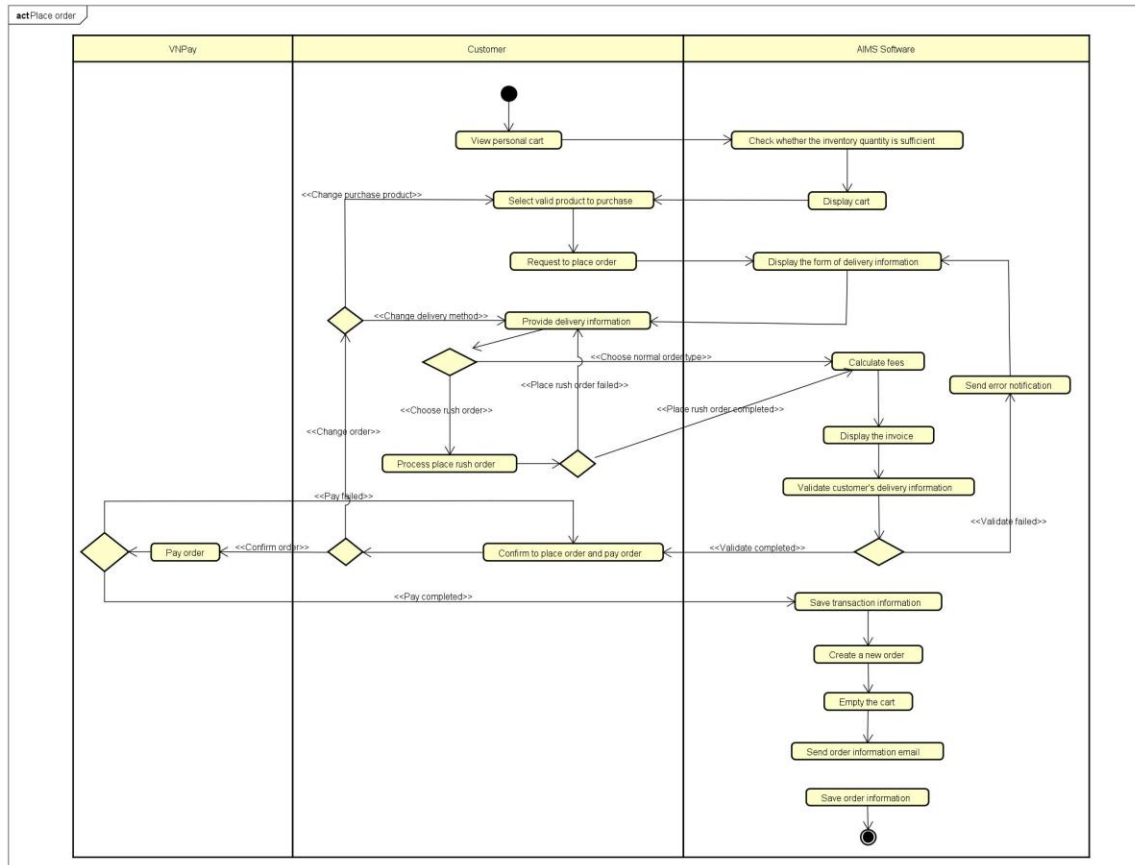 act Place order
VNPay
Customer
AIMS Software
View personal cart
Check whether the inventory quantity is sufficient
<<Change purchase product>>
Select valid product to purchase
Display cart
Request to place order
Display the form of delivery information
<<Change delivery method>>
Provide delivery information
<<Choose normal order type>>
Calculate fees
<<Place rush order failed>>
Send error notification
<<Choose rush order>>
<<Place rush order completed>>
<<Change order>>
Display the invoice
Process place rush order
Validate customer's delivery information
<<Pay failed>>
<<Validate failed>>
Pay order
<<Confirm order>>
Confirm to place order and pay order
<<Validate completed>>
<<Pay completed>>
Save transaction information
Create a new order
Empty the cart
Send order information email
Save order information